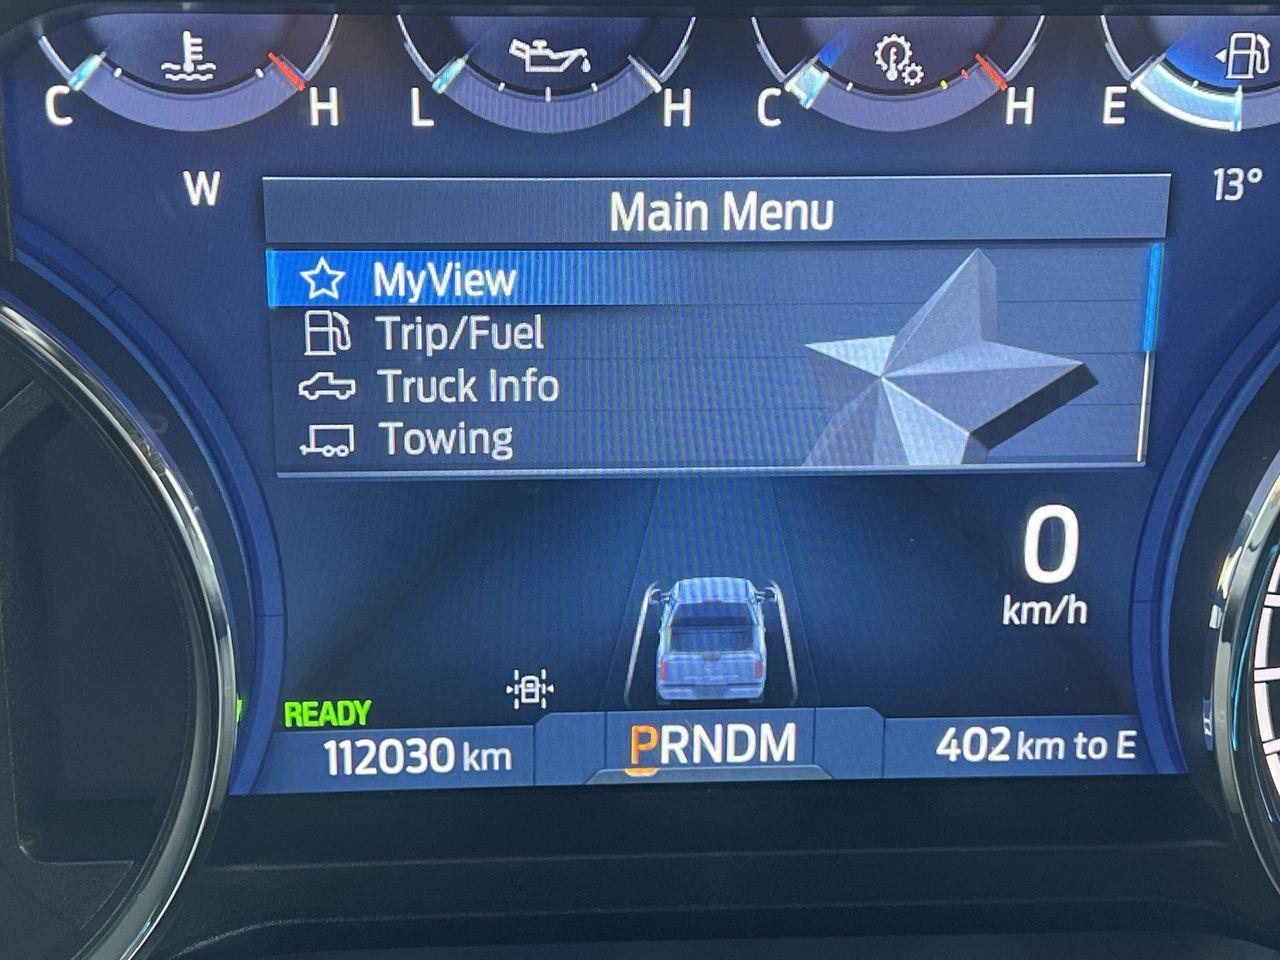 C H L H C H E
W
13°
Main Menu
MyView
Trip/Fuel
Truck Info
Towing
0
km/h
READY
112030 km
PRNDM
402 km to E